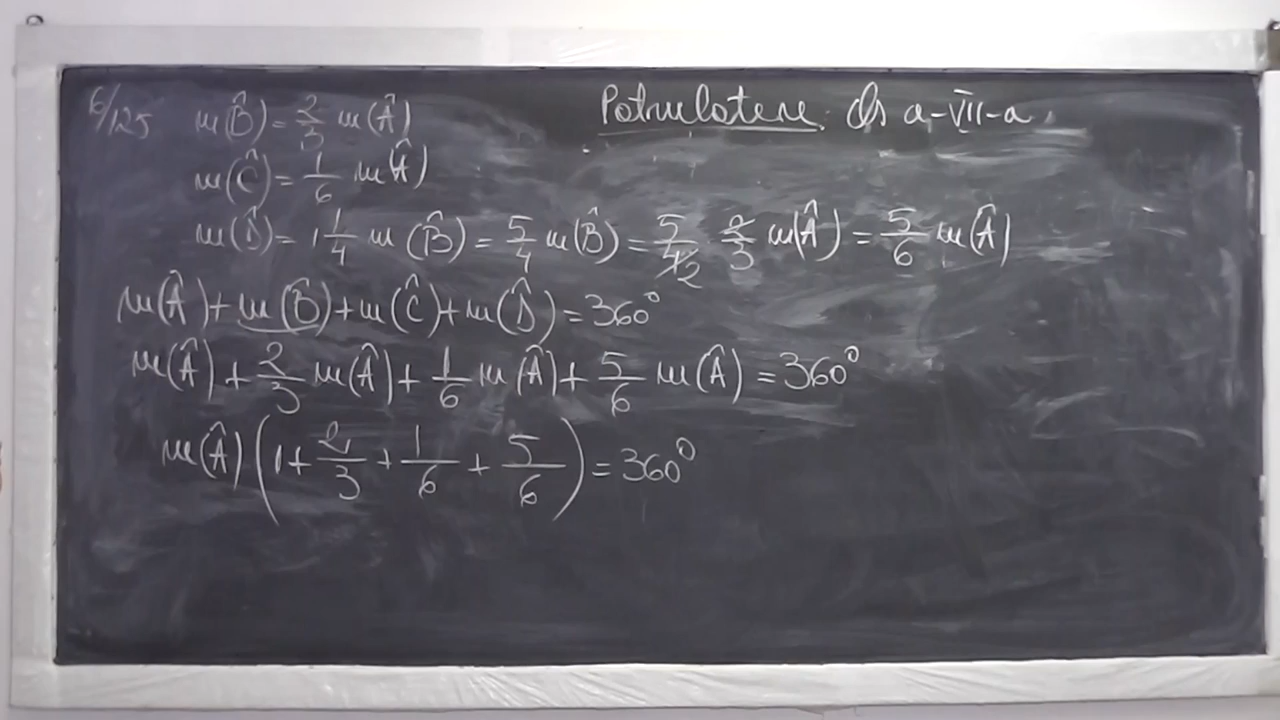 Patrulatere. Cls a-VII-a.
6/125 m(B̂) = 2/3 m(Â)
m(Ĉ) = 1/6 m(Â)
m(D̂) = 1 1/4 m(B̂) = 5/4 m(B̂) = 5/4 2 2/3 m(Â) = 5/6 m(Â)
m(Â) + m(B̂) + m(Ĉ) + m(D̂) = 360°
m(Â) + 2/3 m(Â) + 1/6 m(Â) + 5/6 m(Â) = 360°
m(Â) (1 + 2/3 + 1/6 + 5/6) = 360°